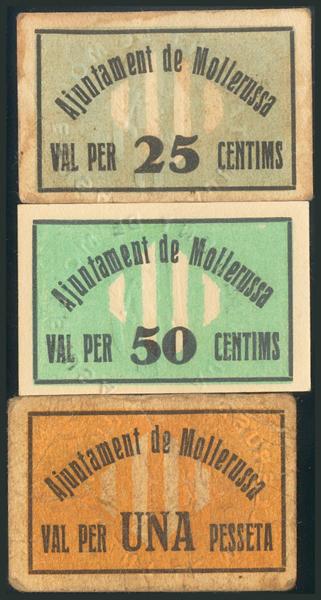 Ajuntament de Mollerussa
VAL PER 25 CENTIMS
Ajuntament de Mollerussa
VAL PER 50 CENTIMS
Ajuntament de Mollerussa
VAL PER UNA PESSETA